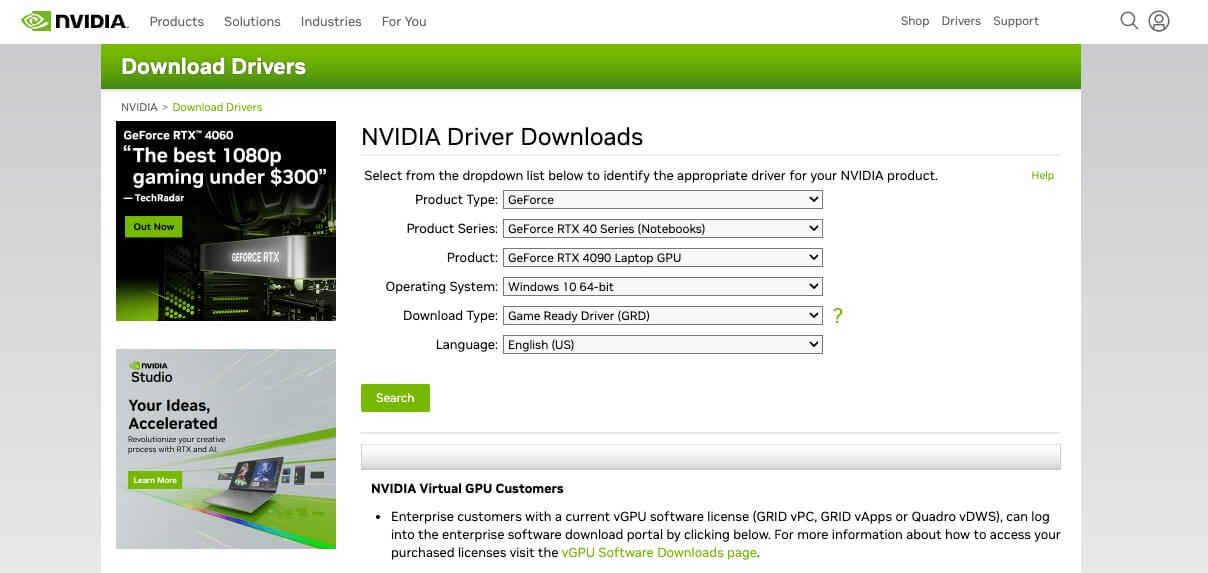 NVIDIA.
Products Solutions Industries For You
Shop Drivers Support
Download Drivers
NVIDIA > Download Drivers
GeForce RTX™ 4060
“The best 1080p
gaming under $300”
— TechRadar
Out Now
GEFORCE RTX
NVIDIA
Studio
Your Ideas,
Accelerated
Revolutionize your creative
process with RTX and AI.
Learn More
NVIDIA Driver Downloads
Select from the dropdown list below to identify the appropriate driver for your NVIDIA product.
Help
Product Type: GeForce
Product Series: GeForce RTX 40 Series (Notebooks)
Product: GeForce RTX 4090 Laptop GPU
Operating System: Windows 10 64-bit
Download Type: Game Ready Driver (GRD) ?
Language: English (US)
Search
NVIDIA Virtual GPU Customers
• Enterprise customers with a current vGPU software license (GRID vPC, GRID vApps or Quadro vDWS), can log
into the enterprise software download portal by clicking below. For more information about how to access your
purchased licenses visit the vGPU Software Downloads page.